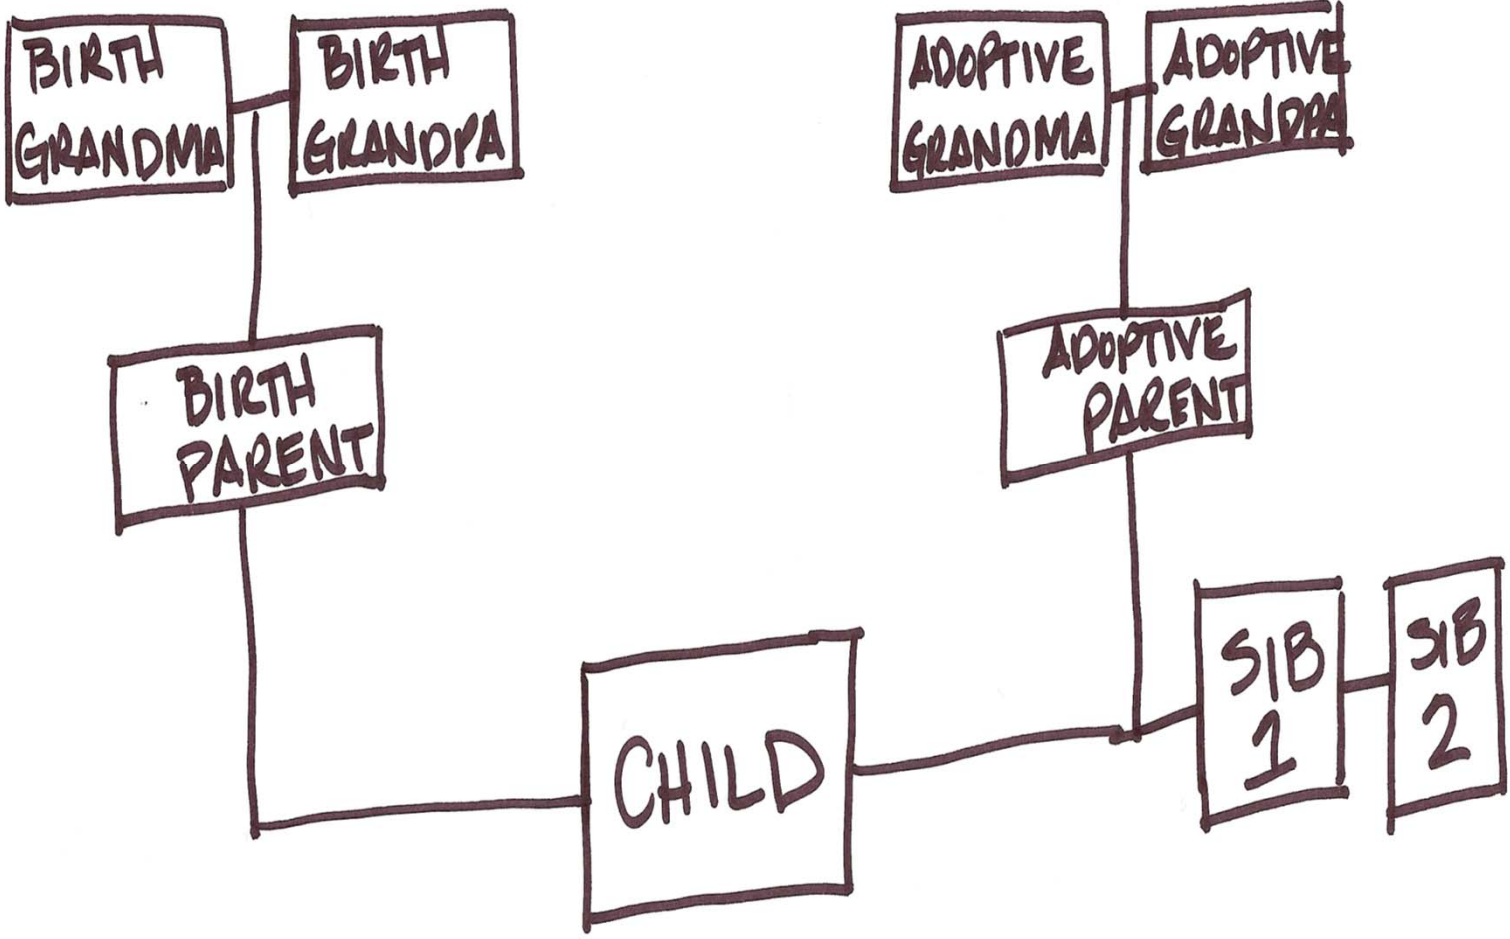 BIRTH
GRANDMA
BIRTH
GRANDPA
ADOPTIVE
GRANDMA
ADOPTIVE
GRANDPA
BIRTH
PARENT
ADOPTIVE
PARENT
CHILD
SIB
1
SIB
2